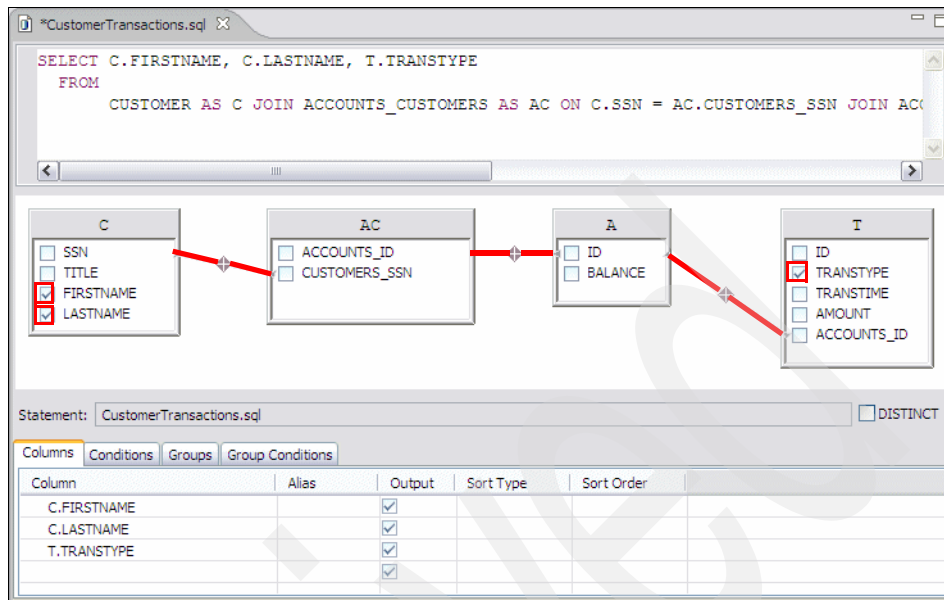 *CustomerTransactions.sql
SELECT C.FIRSTNAME, C.LASTNAME, T.TRANSTYPE
FROM
CUSTOMER AS C JOIN ACCOUNTS_CUSTOMERS AS AC ON C.SSN = AC.CUSTOMERS_SSN JOIN ACC
C
SSN
TITLE
FIRSTNAME
LASTNAME
AC
ACCOUNTS_ID
CUSTOMERS_SSN
A
ID
BALANCE
T
ID
TRANSTYPE
TRANSTIME
AMOUNT
ACCOUNTS_ID
Statement: CustomerTransactions.sql DISTINCT
Columns Conditions Groups Group Conditions
Column Alias Output Sort Type Sort Order
C.FIRSTNAME
C.LASTNAME
T.TRANSTYPE